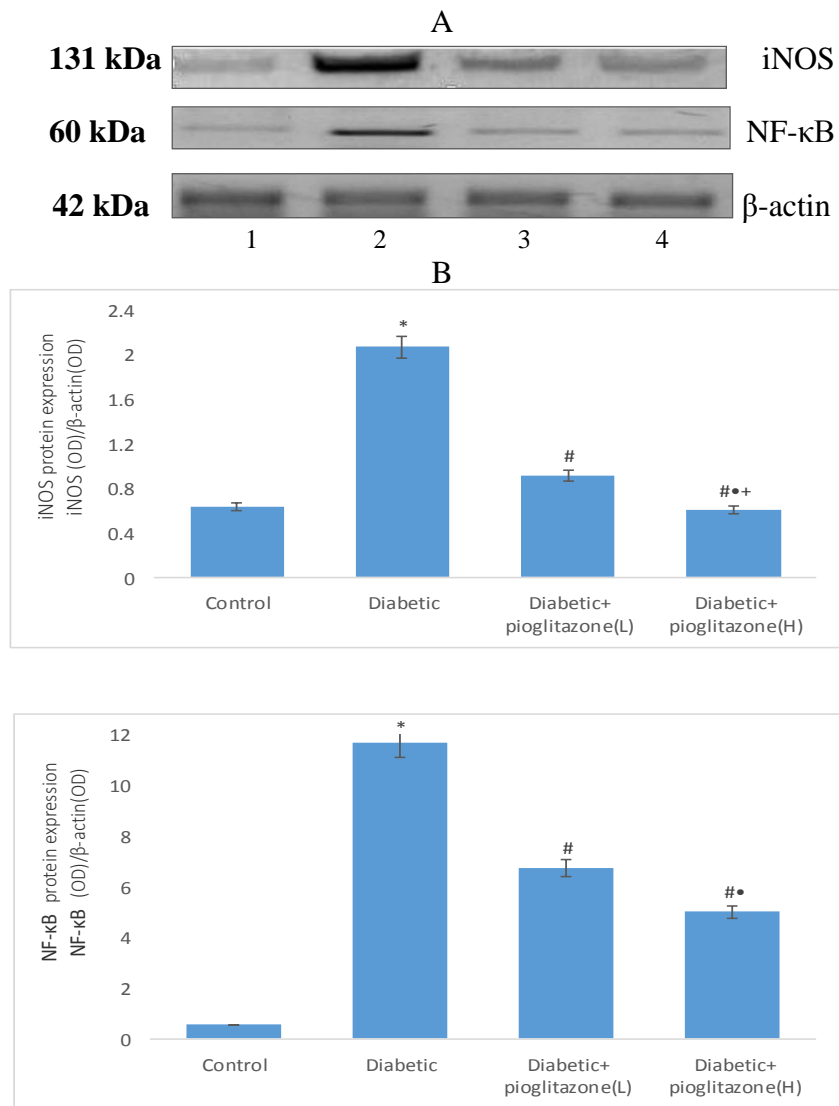 A
131 kDa iNOS
60 kDa NF-κB
42 kDa β-actin
1 2 3 4
B
iNOS protein expression
iNOS (OD)/β-actin(OD)
2.4
2
1.6
1.2
0.8
0.4
0
*
#
#•+
Control Diabetic Diabetic+ Diabetic+
pioglitazone(L) pioglitazone(H)
NF-κB protein expression
NF-κB (OD)/β-actin(OD)
12
10
8
6
4
2
0
*
#
#•
Control Diabetic Diabetic+ Diabetic+
pioglitazone(L) pioglitazone(H)